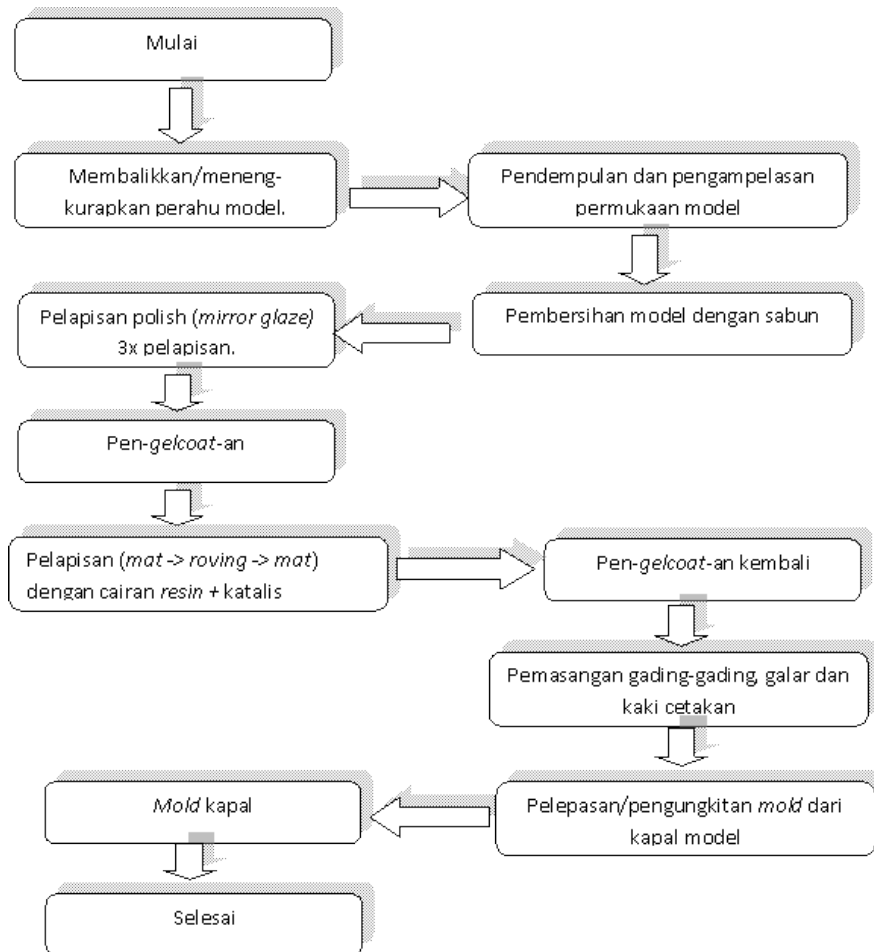 Mulai
Membalikkan/meneng-
kurapkan perahu model.
Pendempulan dan pengampelasan
permukaan model
Pembersihan model dengan sabun
Pelapisan polish (mirror glaze)
3x pelapisan.
Pen-gelcoat-an
Pelapisan (mat -> roving -> mat)
dengan cairan resin + katalis
Pen-gelcoat-an kembali
Pemasangan gading-gading, galar dan
kaki cetakan
Pelepasan/pengungkitan mold dari
kapal model
Mold kapal
Selesai